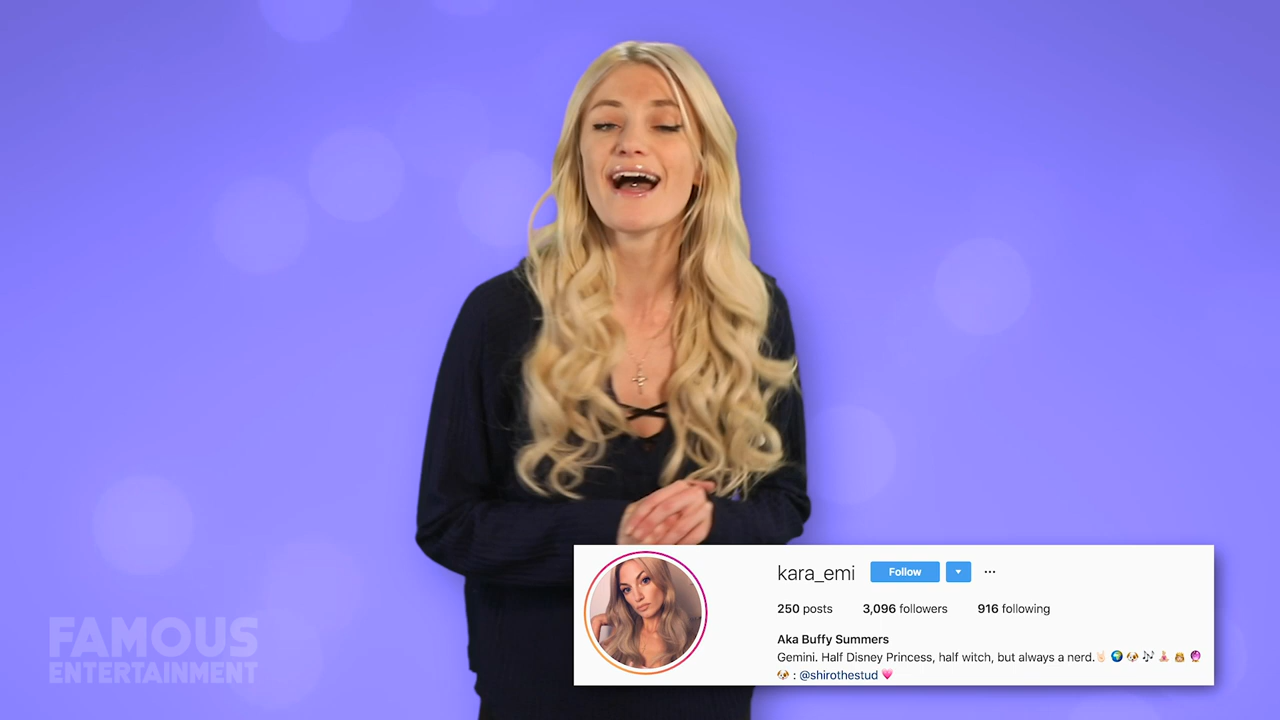 kara_emi Follow ...
250 posts 3,096 followers 916 following
Aka Buffy Summers
Gemini. Half Disney Princess, half witch, but always a nerd.🤘🏻🌎🐶🎶🧘🏼‍♀️👸🏼🔮
🐶 : @shirothestud 💗
FAMOUS
ENTERTAINMENT